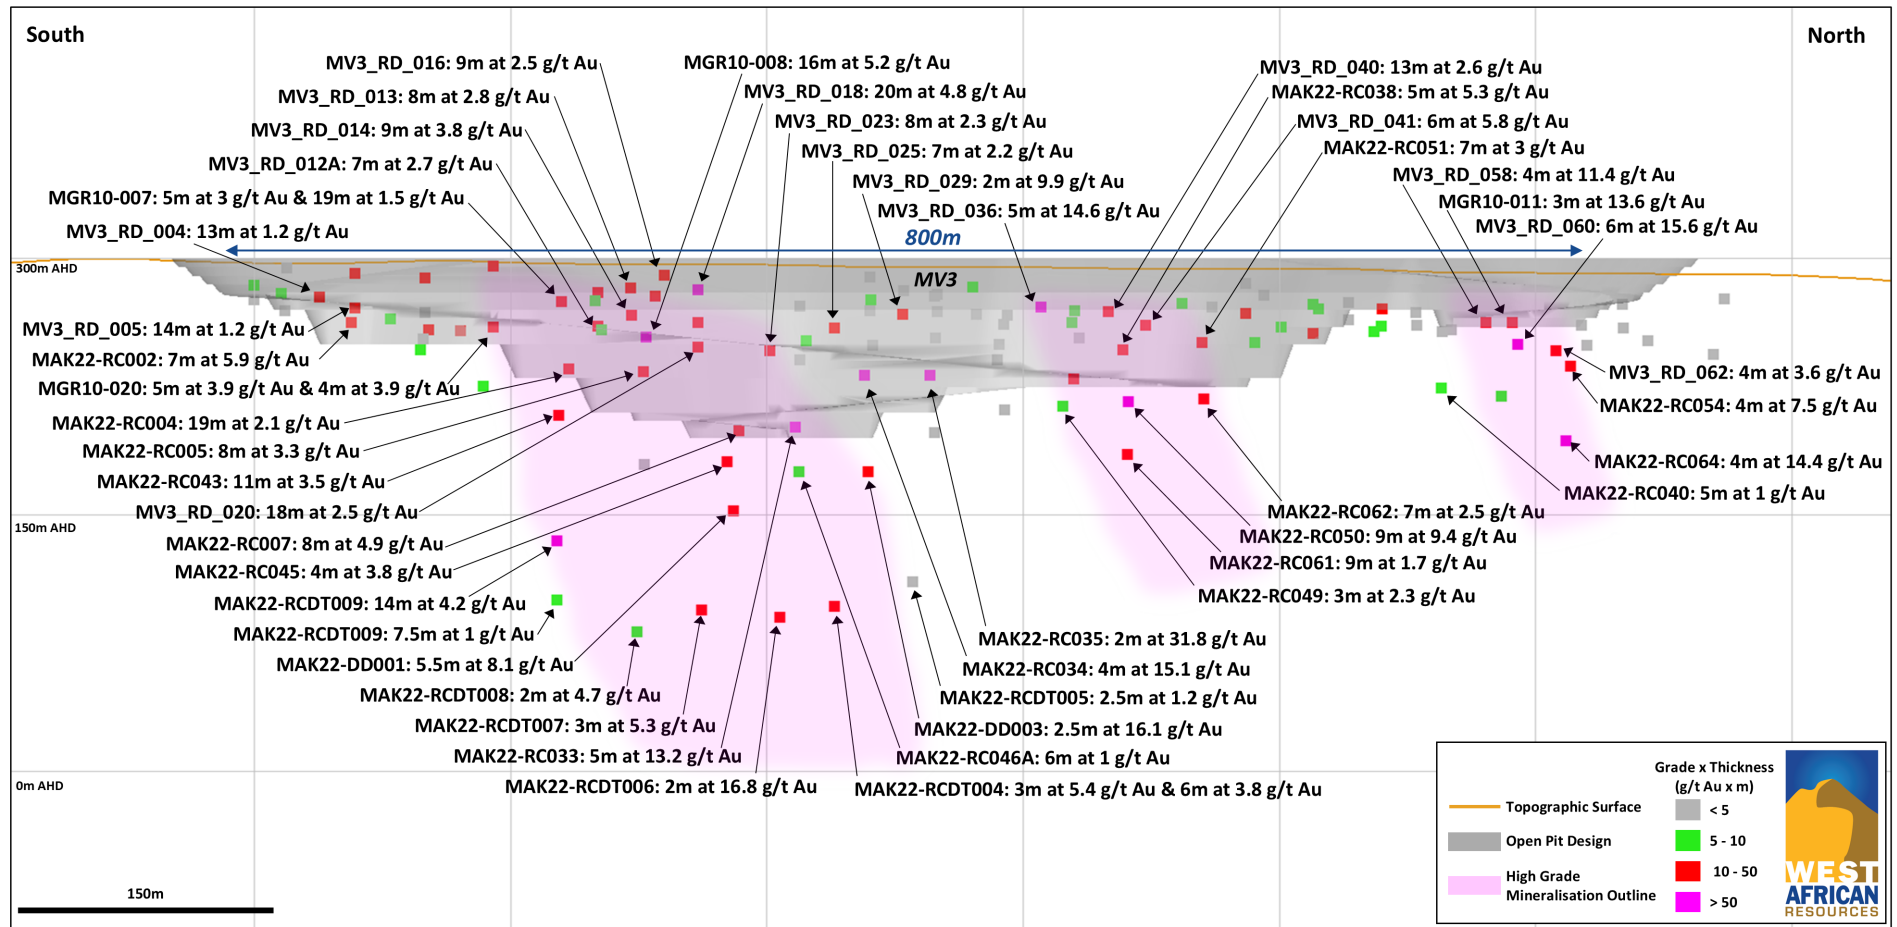 South
North
MV3_RD_016: 9m at 2.5 g/t Au
MV3_RD_013: 8m at 2.8 g/t Au
MV3_RD_014: 9m at 3.8 g/t Au
MV3_RD_012A: 7m at 2.7 g/t Au
MGR10-007: 5m at 3 g/t Au & 19m at 1.5 g/t Au
MV3_RD_004: 13m at 1.2 g/t Au
MGR10-008: 16m at 5.2 g/t Au
MV3_RD_018: 20m at 4.8 g/t Au
MV3_RD_023: 8m at 2.3 g/t Au
MV3_RD_025: 7m at 2.2 g/t Au
MV3_RD_029: 2m at 9.9 g/t Au
MV3_RD_036: 5m at 14.6 g/t Au
MV3_RD_040: 13m at 2.6 g/t Au
MAK22-RC038: 5m at 5.3 g/t Au
MV3_RD_041: 6m at 5.8 g/t Au
MAK22-RC051: 7m at 3 g/t Au
MV3_RD_058: 4m at 11.4 g/t Au
MGR10-011: 3m at 13.6 g/t Au
MV3_RD_060: 6m at 15.6 g/t Au
800m
300m AHD
MV3
MV3_RD_005: 14m at 1.2 g/t Au
MAK22-RC002: 7m at 5.9 g/t Au
MGR10-020: 5m at 3.9 g/t Au & 4m at 3.9 g/t Au
MAK22-RC004: 19m at 2.1 g/t Au
MAK22-RC005: 8m at 3.3 g/t Au
MAK22-RC043: 11m at 3.5 g/t Au
MV3_RD_020: 18m at 2.5 g/t Au
150m AHD
MAK22-RC007: 8m at 4.9 g/t Au
MAK22-RC045: 4m at 3.8 g/t Au
MAK22-RCDT009: 14m at 4.2 g/t Au
MAK22-RCDT009: 7.5m at 1 g/t Au
MAK22-DD001: 5.5m at 8.1 g/t Au
MAK22-RCDT008: 2m at 4.7 g/t Au
MAK22-RCDT007: 3m at 5.3 g/t Au
MAK22-RC033: 5m at 13.2 g/t Au
MAK22-RCDT006: 2m at 16.8 g/t Au
MV3_RD_062: 4m at 3.6 g/t Au
MAK22-RC054: 4m at 7.5 g/t Au
MAK22-RC064: 4m at 14.4 g/t Au
MAK22-RC040: 5m at 1 g/t Au
MAK22-RC062: 7m at 2.5 g/t Au
MAK22-RC050: 9m at 9.4 g/t Au
MAK22-RC061: 9m at 1.7 g/t Au
MAK22-RC049: 3m at 2.3 g/t Au
MAK22-RC035: 2m at 31.8 g/t Au
MAK22-RC034: 4m at 15.1 g/t Au
MAK22-RCDT005: 2.5m at 1.2 g/t Au
MAK22-DD003: 2.5m at 16.1 g/t Au
MAK22-RC046A: 6m at 1 g/t Au
MAK22-RCDT004: 3m at 5.4 g/t Au & 6m at 3.8 g/t Au
0m AHD
150m
Topographic Surface
Open Pit Design
High Grade
Mineralisation Outline
Grade x Thickness
(g/t Au x m)
< 5
5 - 10
10 - 50
> 50
WEST
AFRICAN
RESOURCES